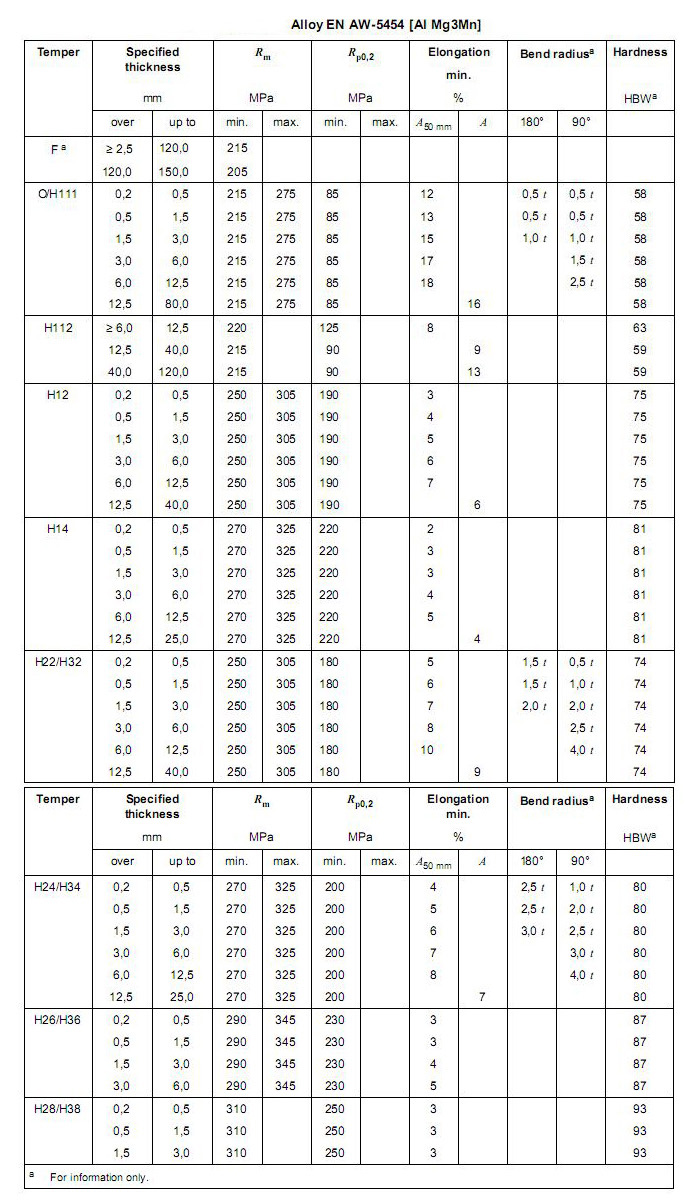 Alloy EN AW-5454 [Al Mg3Mn]
Temper Specified thickness Rm Rp0,2 Elongation min. Bend radiusa Hardness
mm MPa MPa % HBWa
over up to min. max. min. max. A50 mm A 180° 90°
F a ≥ 2,5 120,0 215
120,0 150,0 205
O/H111 0,2 0,5 215 275 85 12 0,5 t 0,5 t 58
0,5 1,5 215 275 85 13 0,5 t 0,5 t 58
1,5 3,0 215 275 85 15 1,0 t 1,0 t 58
3,0 6,0 215 275 85 17 1,5 t 58
6,0 12,5 215 275 85 18 2,5 t 58
12,5 80,0 215 275 85 16 58
H112 ≥ 6,0 12,5 220 125 8 63
12,5 40,0 215 90 9 59
40,0 120,0 215 90 13 59
H12 0,2 0,5 250 305 190 3 75
0,5 1,5 250 305 190 4 75
1,5 3,0 250 305 190 5 75
3,0 6,0 250 305 190 6 75
6,0 12,5 250 305 190 7 75
12,5 40,0 250 305 190 6 75
H14 0,2 0,5 270 325 220 2 81
0,5 1,5 270 325 220 3 81
1,5 3,0 270 325 220 3 81
3,0 6,0 270 325 220 4 81
6,0 12,5 270 325 220 5 81
12,5 25,0 270 325 220 4 81
H22/H32 0,2 0,5 250 305 180 5 1,5 t 0,5 t 74
0,5 1,5 250 305 180 6 1,5 t 1,0 t 74
1,5 3,0 250 305 180 7 2,0 t 2,0 t 74
3,0 6,0 250 305 180 8 2,5 t 74
6,0 12,5 250 305 180 10 4,0 t 74
12,5 40,0 250 305 180 9 74
Temper Specified thickness Rm Rp0,2 Elongation min. Bend radiusa Hardness
mm MPa MPa % HBWa
over up to min. max. min. max. A50 mm A 180° 90°
H24/H34 0,2 0,5 270 325 200 4 2,5 t 1,0 t 80
0,5 1,5 270 325 200 5 2,5 t 2,0 t 80
1,5 3,0 270 325 200 6 3,0 t 2,5 t 80
3,0 6,0 270 325 200 7 3,0 t 80
6,0 12,5 270 325 200 8 4,0 t 80
12,5 25,0 270 325 200 7 80
H26/H36 0,2 0,5 290 345 230 3 87
0,5 1,5 290 345 230 3 87
1,5 3,0 290 345 230 4 87
3,0 6,0 290 345 230 5 87
H28/H38 0,2 0,5 310 250 3 93
0,5 1,5 310 250 3 93
1,5 3,0 310 250 3 93
a For information only.